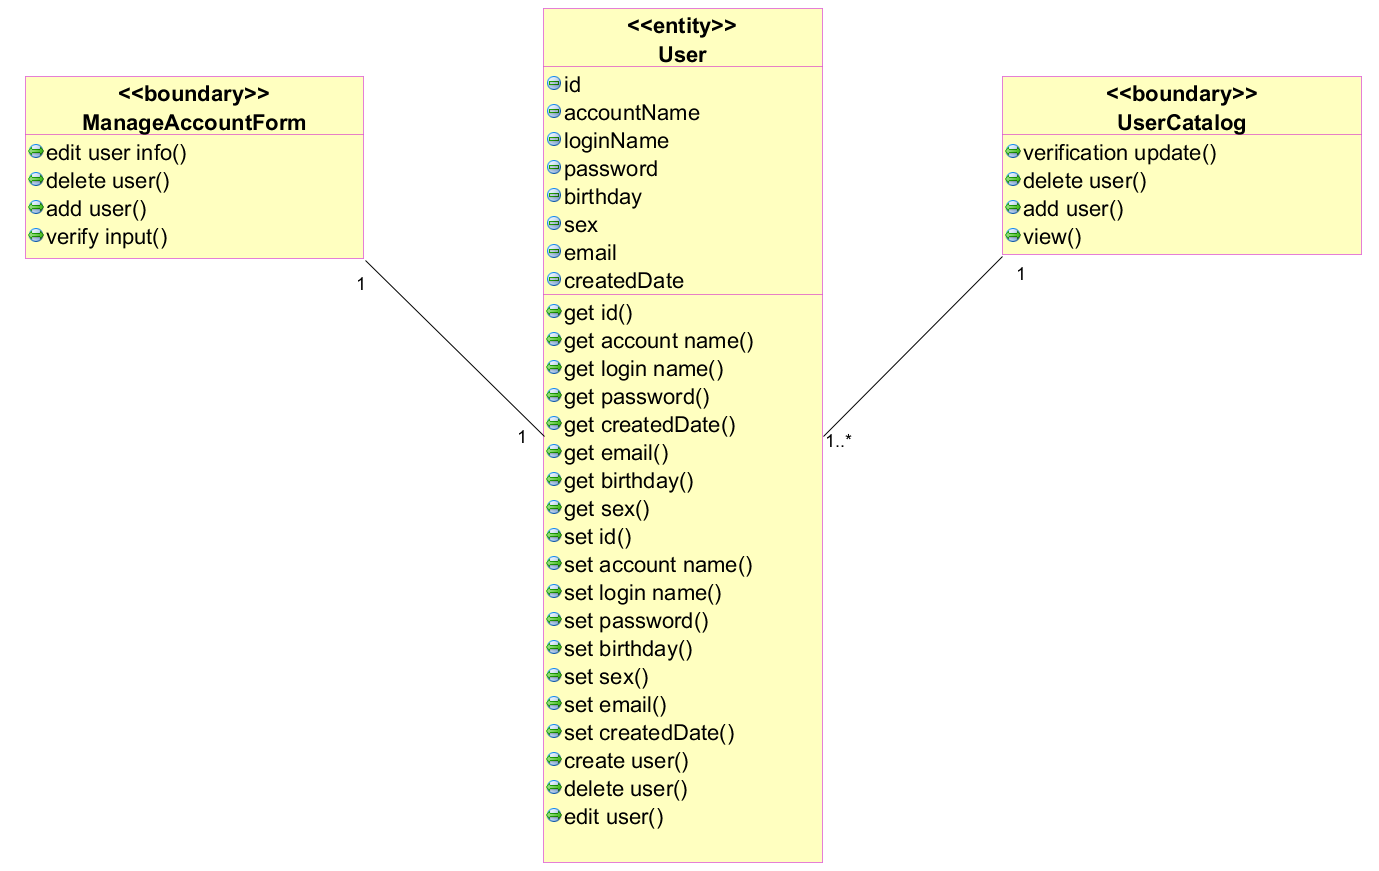 <<boundary>>
ManageAccountForm
edit user info()
delete user()
add user()
verify input()
1
1
<<entity>>
User
id
accountName
loginName
password
birthday
sex
email
createdDate
get id()
get account name()
get login name()
get password()
get createdDate()
get email()
get birthday()
get sex()
set id()
set account name()
set login name()
set password()
set birthday()
set sex()
set email()
set createdDate()
create user()
delete user()
edit user()
<<boundary>>
UserCatalog
verification update()
delete user()
add user()
view()
1
1..*